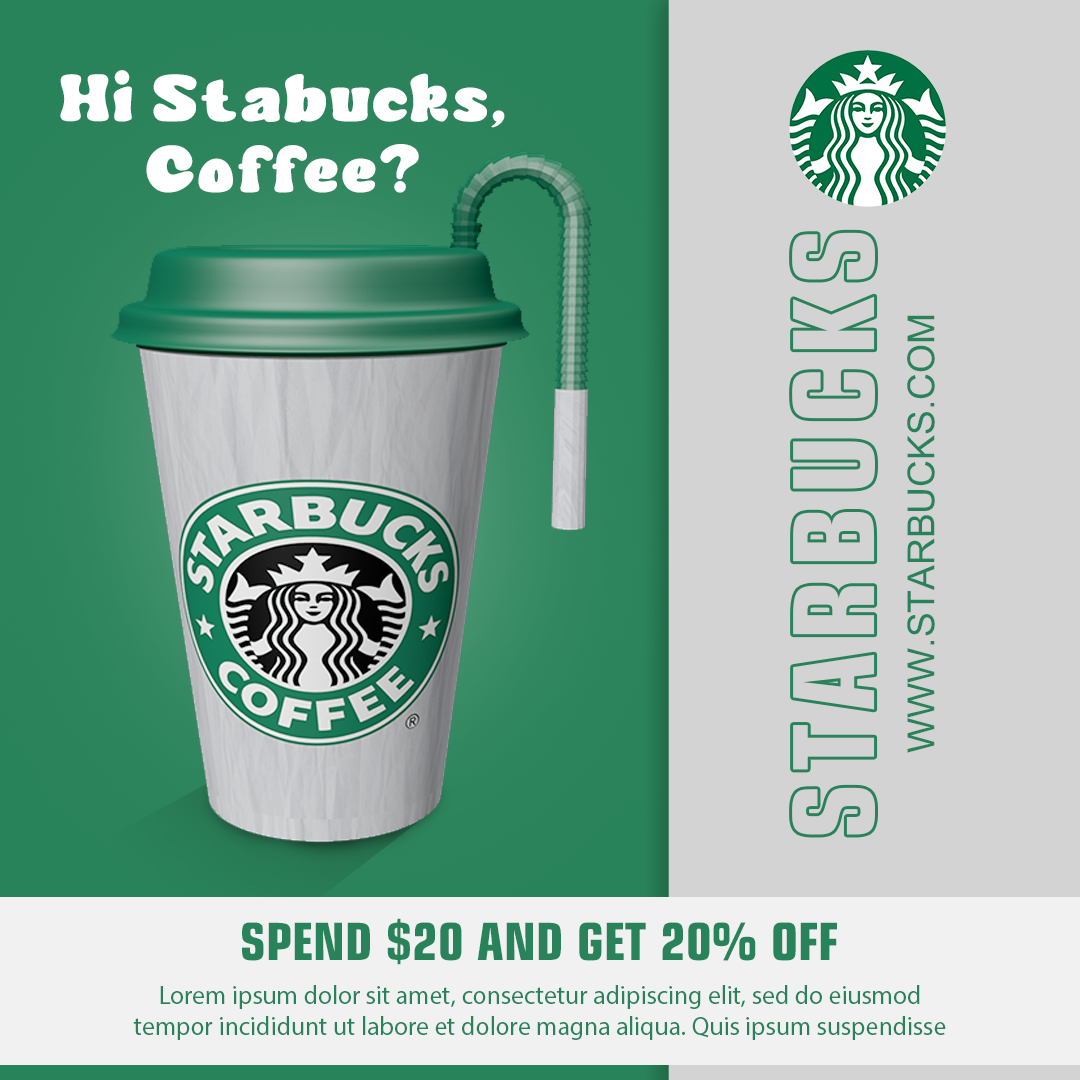 Hi Stabucks,
Coffee?
STARBUCKS
COFFEE
®
STARBUCKS
WWW.STARBUCKS.COM
SPEND $20 AND GET 20% OFF
Lorem ipsum dolor sit amet, consectetur adipiscing elit, sed do eiusmod
tempor incididunt ut labore et dolore magna aliqua. Quis ipsum suspendisse